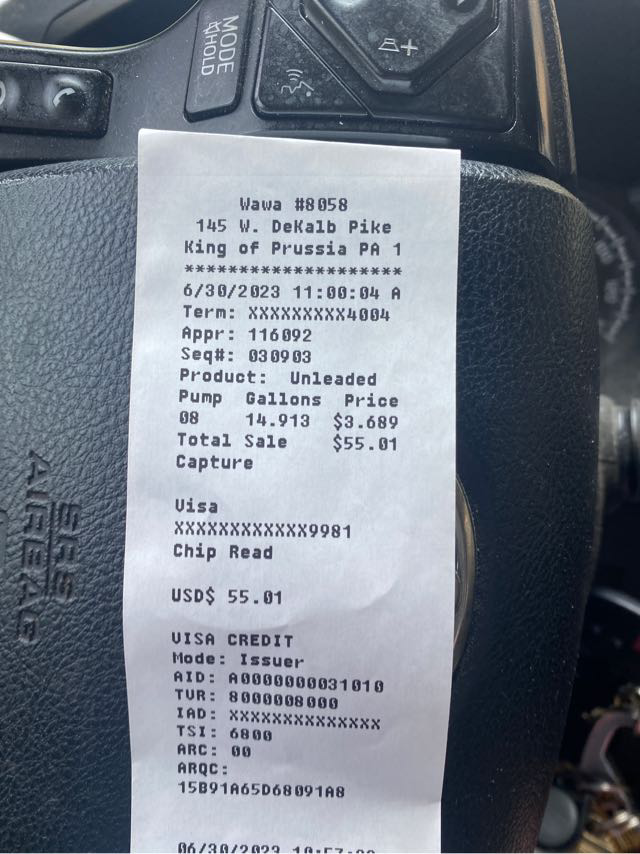 MODE
HOLD
Wawa #8058
145 W. DeKalb Pike
King of Prussia PA 1
********************
6/30/2023 11:00:04 A
Term: XXXXXXXXX4004
Appr: 116092
Seq#: 030903
Product: Unleaded
Pump Gallons Price
08 14.913 $3.689
Total Sale $55.01
Capture
Visa
XXXXXXXXXXXX9981
Chip Read
USD$ 55.01
VISA CREDIT
Mode: Issuer
AID: A0000000031010
TVR: 8000008000
IAD: XXXXXXXXXXXXXX
TSI: 6800
ARC: 00
ARQC:
15B91A65D68091A8
06/30/2023
SRS
AIRBAG